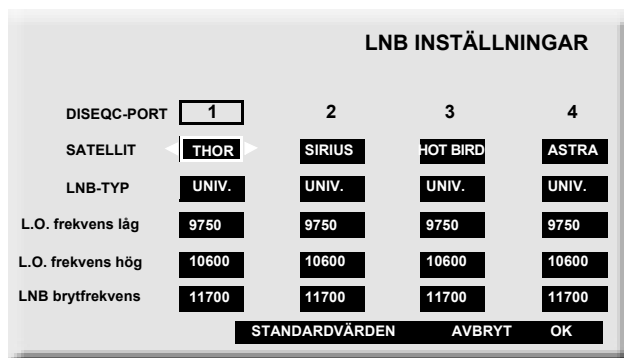 LNB INSTÄLLNINGAR
DISEQC-PORT 1 2 3 4
SATELLIT THOR SIRIUS HOT BIRD ASTRA
LNB-TYP UNIV. UNIV. UNIV. UNIV.
L.O. frekvens låg 9750 9750 9750 9750
L.O. frekvens hög 10600 10600 10600 10600
LNB brytfrekvens 11700 11700 11700 11700
STANDARDVÄRDEN AVBRYT OK